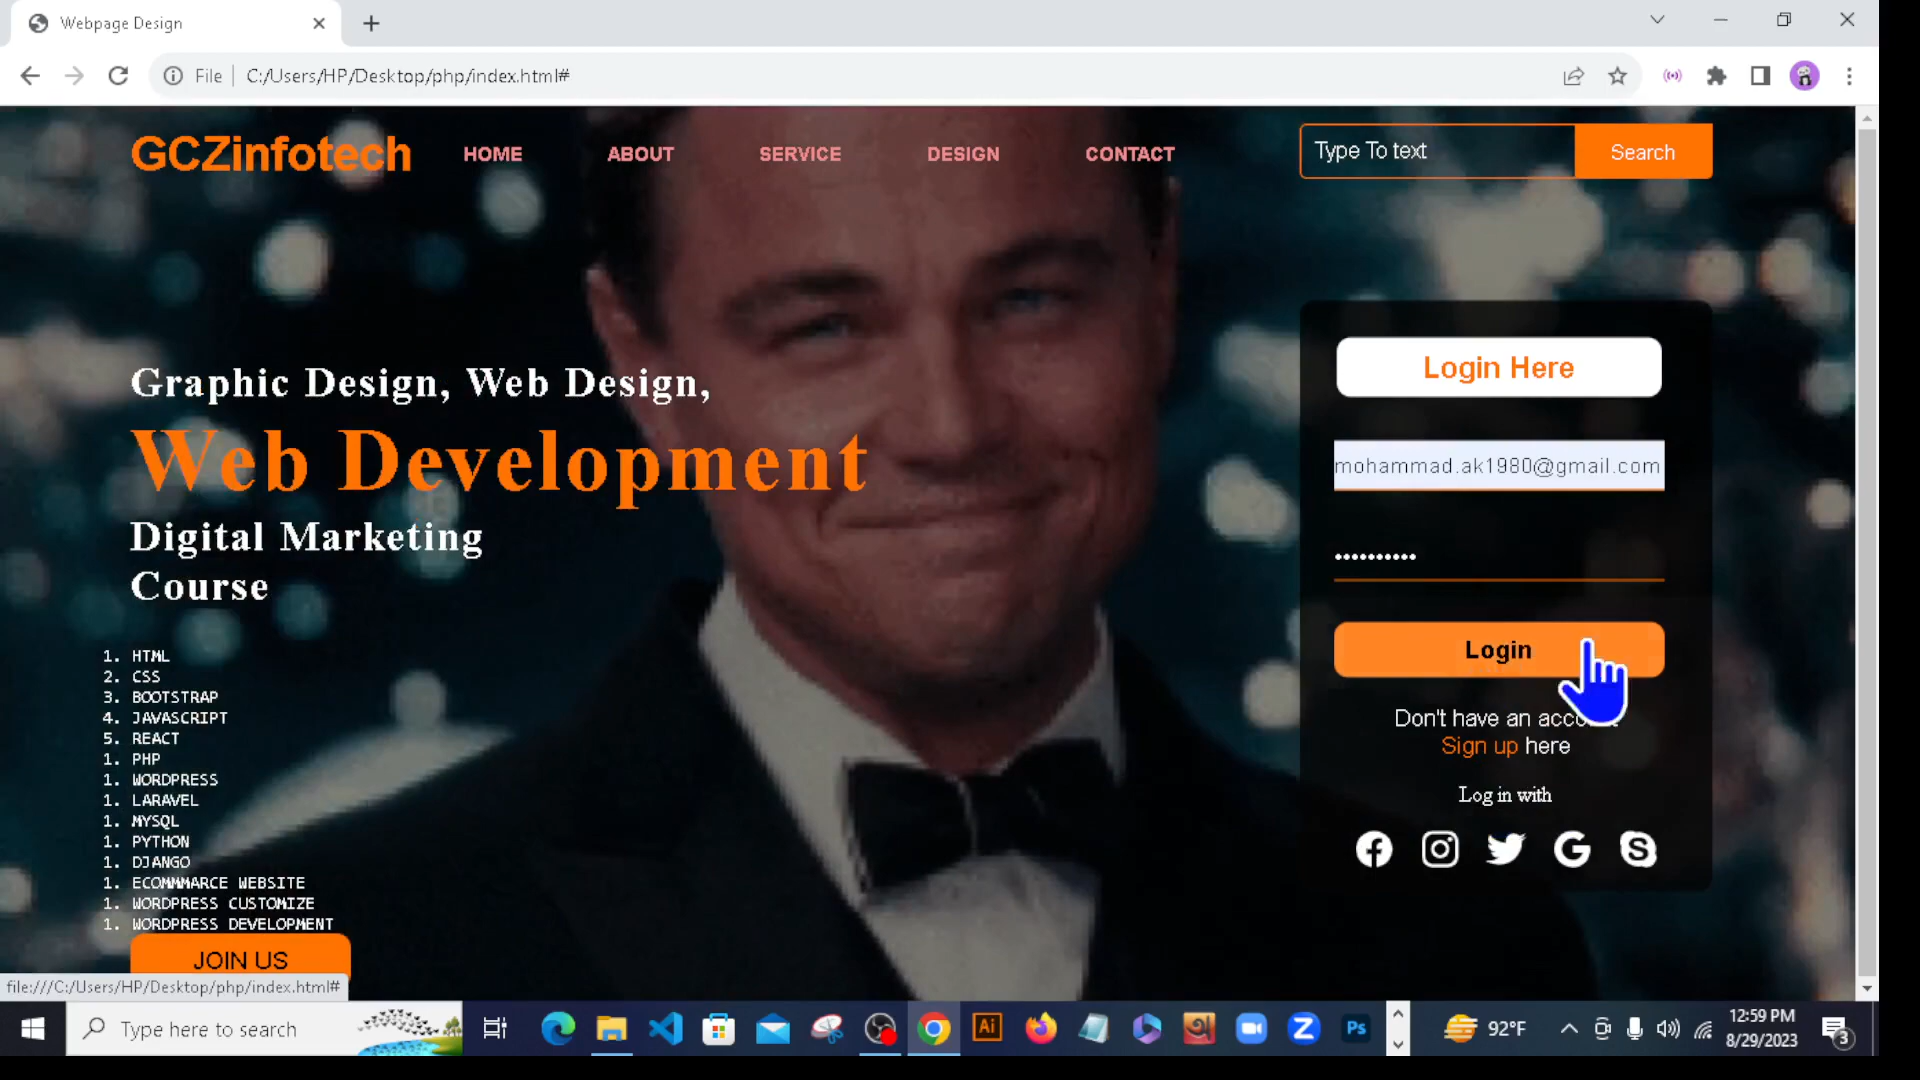 Webpage Design
File
C:/Users/HP/Desktop/php/index.html#
GCZinfotech
HOME
ABOUT
SERVICE
DESIGN
CONTACT
Type To text
Search
Graphic Design, Web Design,
Web Development
Digital Marketing
Course
1. HTML
2. CSS
3. BOOTSTRAP
4. JAVASCRIPT
5. REACT
1. PHP
1. WORDPRESS
1. LARAVEL
1. MYSQL
1. PYTHON
1. DJANGO
1. ECOMMMARCE WEBSITE
1. WORDPRESS CUSTOMIZE
1. WORDPRESS DEVELOPMENT
JOIN US
Login Here
mohammad.ak1980@gmail.com
Login
Don't have an acco
Sign up here
Log in with
file:///C:/Users/HP/Desktop/php/index.html#
Type here to search
Ai
Z
Ps
92°F
12:59 PM
8/29/2023
3